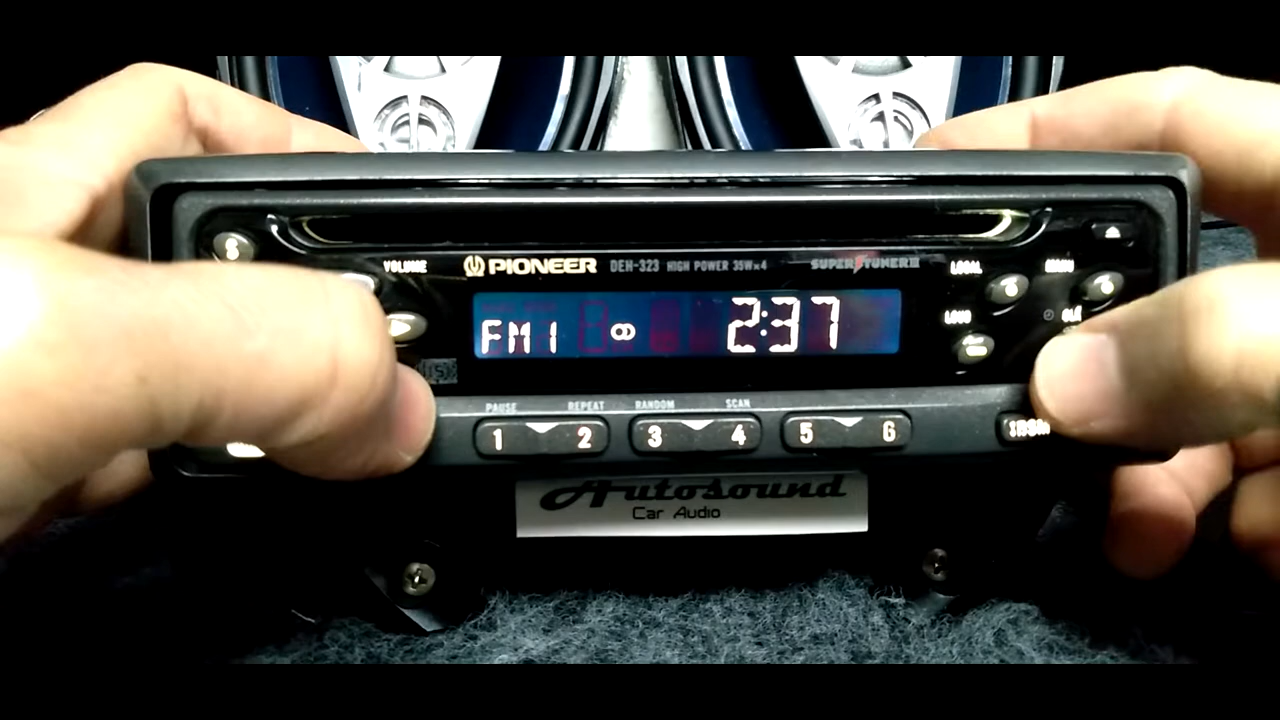 S
VOLUME
PIONEER DEH-323 HIGH POWER 35W×4
SUPER TUNER III
LOCAL
LOUD
FM1 2:37
PAUSE REPEAT RANDOM SCAN
1 2 3 4 5 6
Autosound
Car Audio